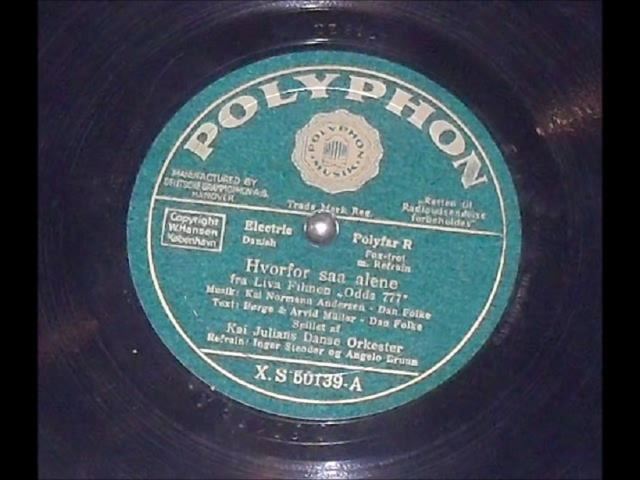 POLYPHON
POLYPHON
MUSIK
MANUFACTURED BY
DEUTSCHE GRAMMOPHON A.G.
HANOVER
Trade Mark Reg.
„Retten til
Radioudsendelse
forbeholdes"
Copyright
W. Hansen
København
Electric
Danish
Polyfar R
Fox-trot
m. Refrain
Hvorfor saa alene
fra Liva Filmen „Odds 777"
Musik: Kai Normann Andersen - Dan Folke
Text: Børge & Arvid Müller - Dan Folke
Spillet af
Kai Julians Danse Orkester
Refrain: Inger Stender og Angelo Bruun
X.S 50139-A